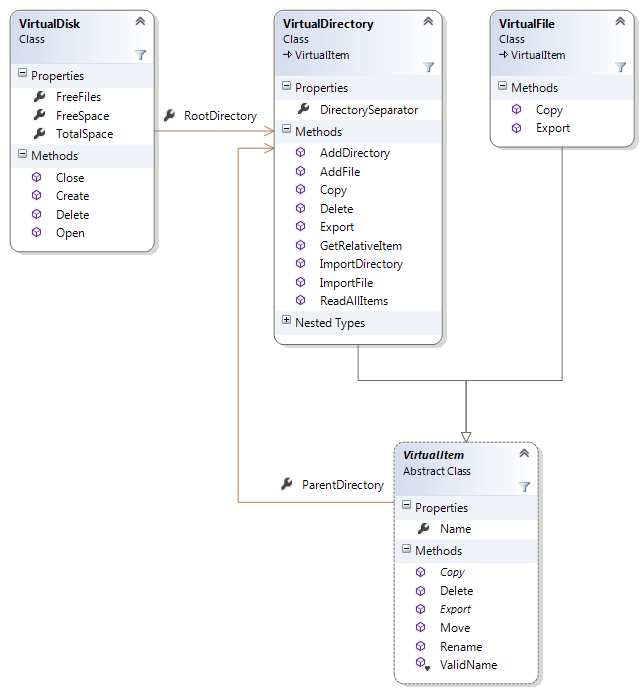 VirtualDisk
Class
Properties
FreeFiles
FreeSpace
TotalSpace
Methods
Close
Create
Delete
Open
RootDirectory
VirtualDirectory
Class
VirtualItem
Properties
DirectorySeparator
Methods
AddDirectory
AddFile
Copy
Delete
Export
GetRelativeItem
ImportDirectory
ImportFile
ReadAllItems
Nested Types
VirtualFile
Class
VirtualItem
Methods
Copy
Export
ParentDirectory
VirtualItem
Abstract Class
Properties
Name
Methods
Copy
Delete
Export
Move
Rename
ValidName